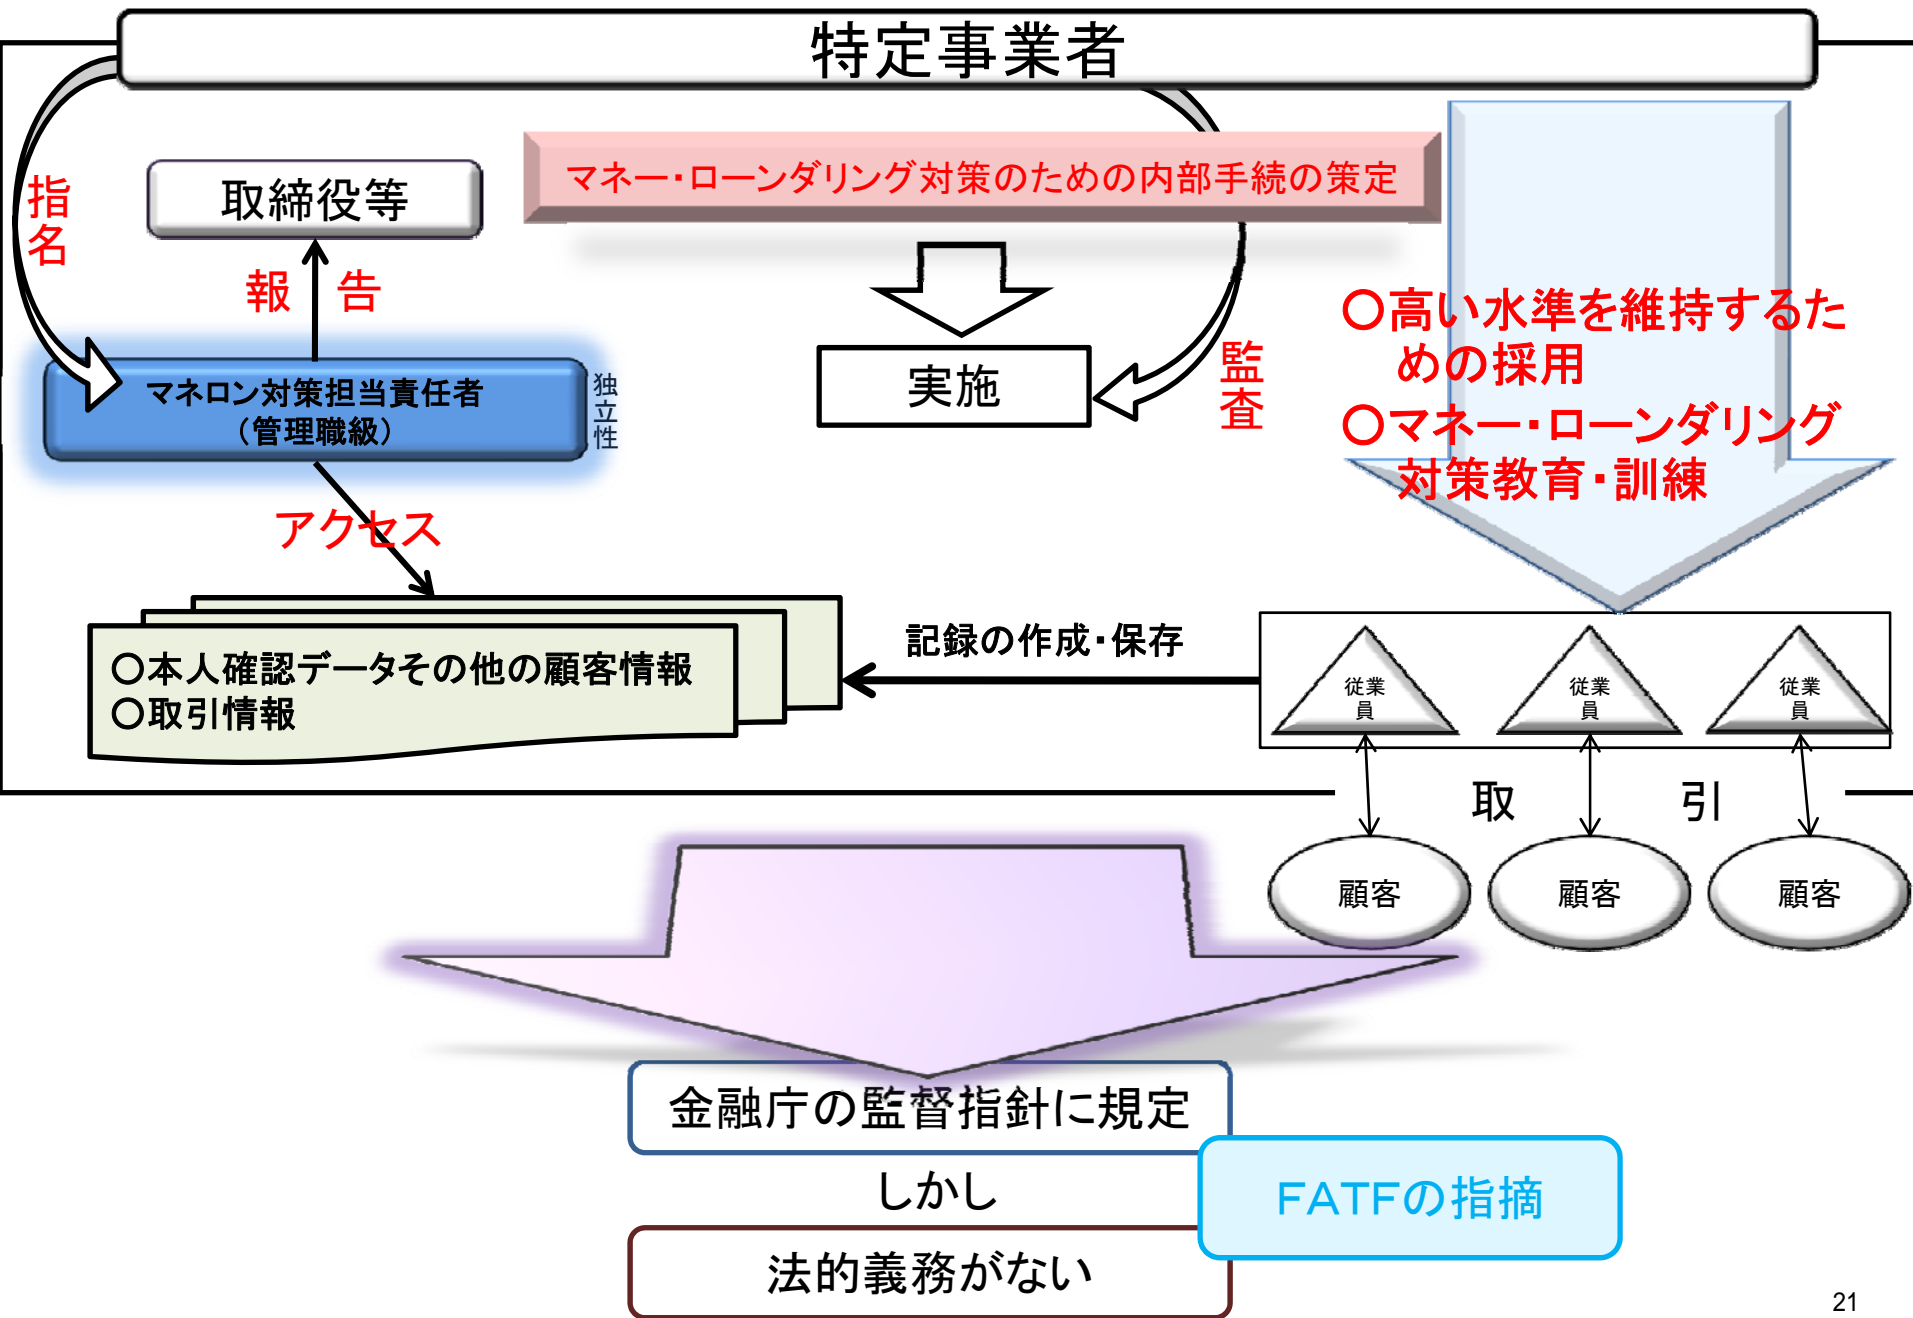 特定事業者
指名
取締役等
マネー・ローンダリング対策のための内部手続の策定
報 告
○高い水準を維持するた
めの採用
○マネー・ローンダリング
対策教育・訓練
実施
監査
マネロン対策担当責任者
(管理職級)
独立性
アクセス
記録の作成・保存
○本人確認データその他の顧客情報
○取引情報
従業
員
従業
員
従業
員
取 引
顧客
顧客
顧客
金融庁の監督指針に規定
しかし
FATFの指摘
法的義務がない
21